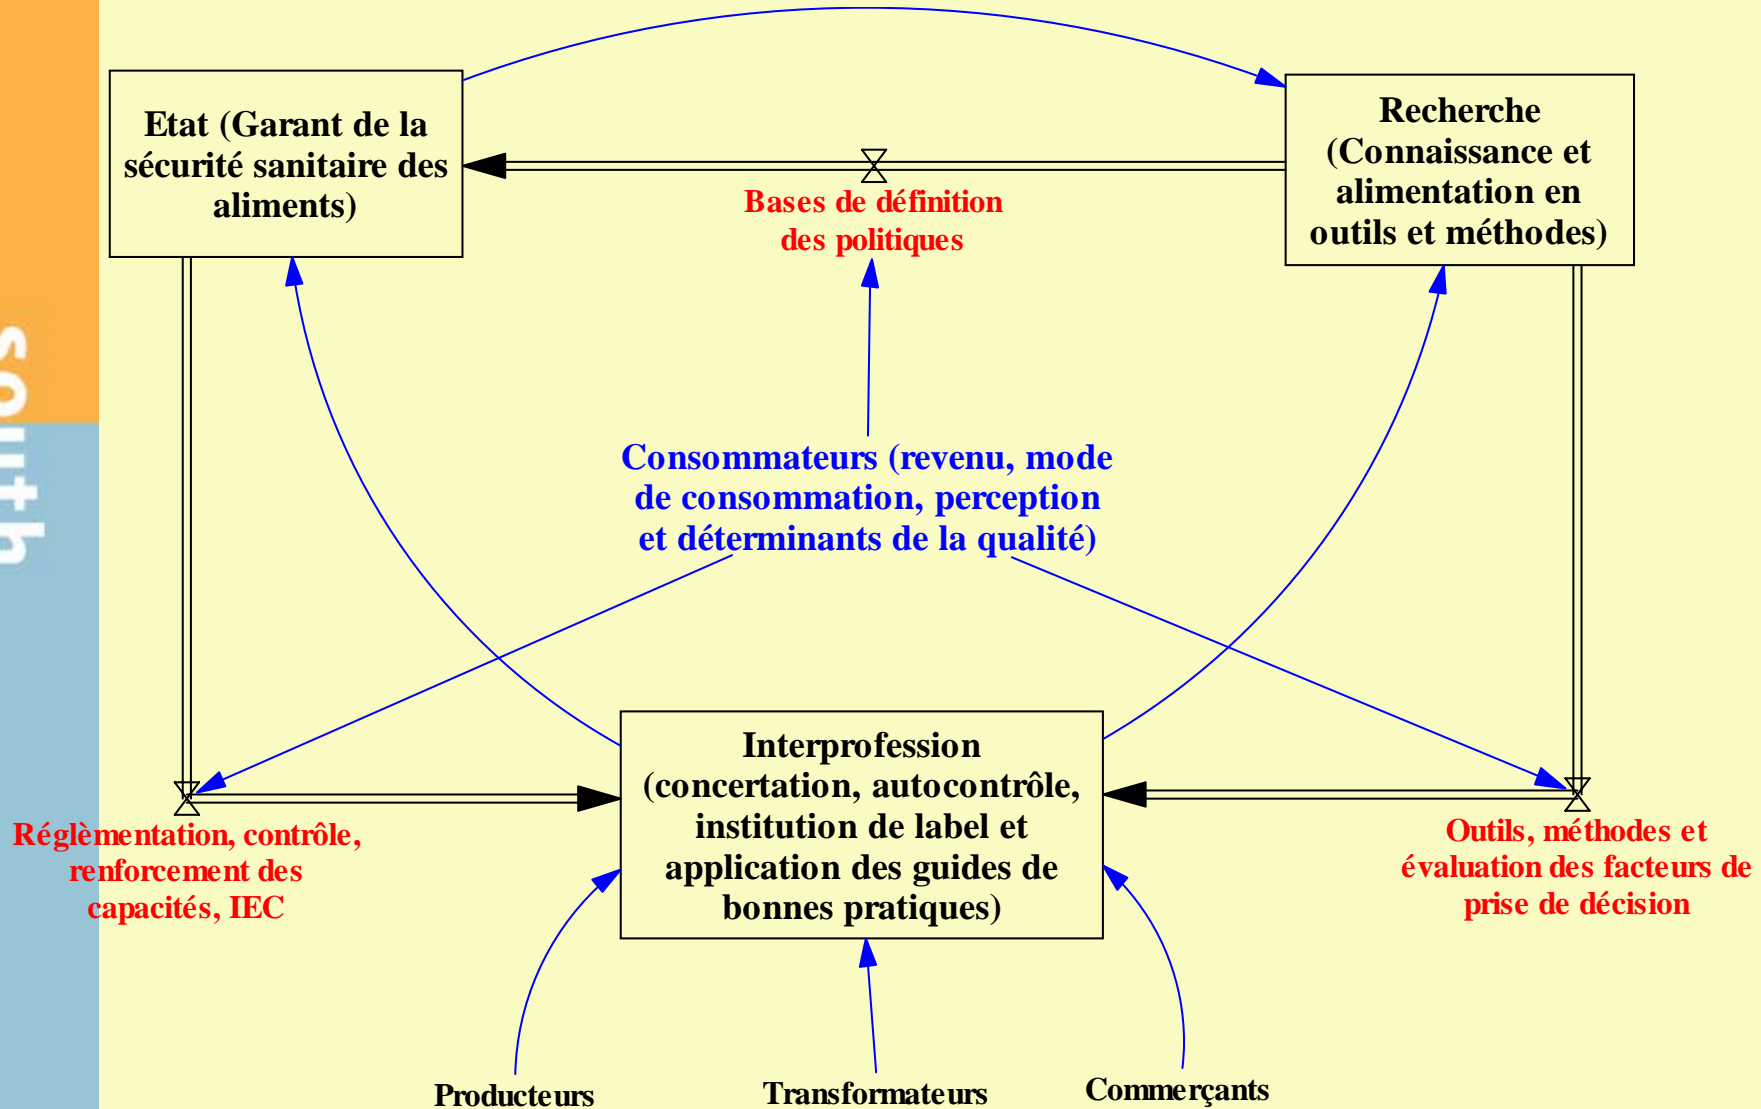 Etat (Garant de la
sécurité sanitaire des
aliments)
Recherche
(Connaissance et
alimentation en
outils et méthodes)
Bases de définition
des politiques
south
Consommateurs (revenu, mode
de consommation, perception
et déterminants de la qualité)
Interprofession
(concertation, autocontrôle,
institution de label et
application des guides de
bonnes pratiques)
Réglèmentation, contrôle,
renforcement des
capacités, IEC
Outils, méthodes et
évaluation des facteurs de
prise de décision
Producteurs
Transformateurs
Commerçants